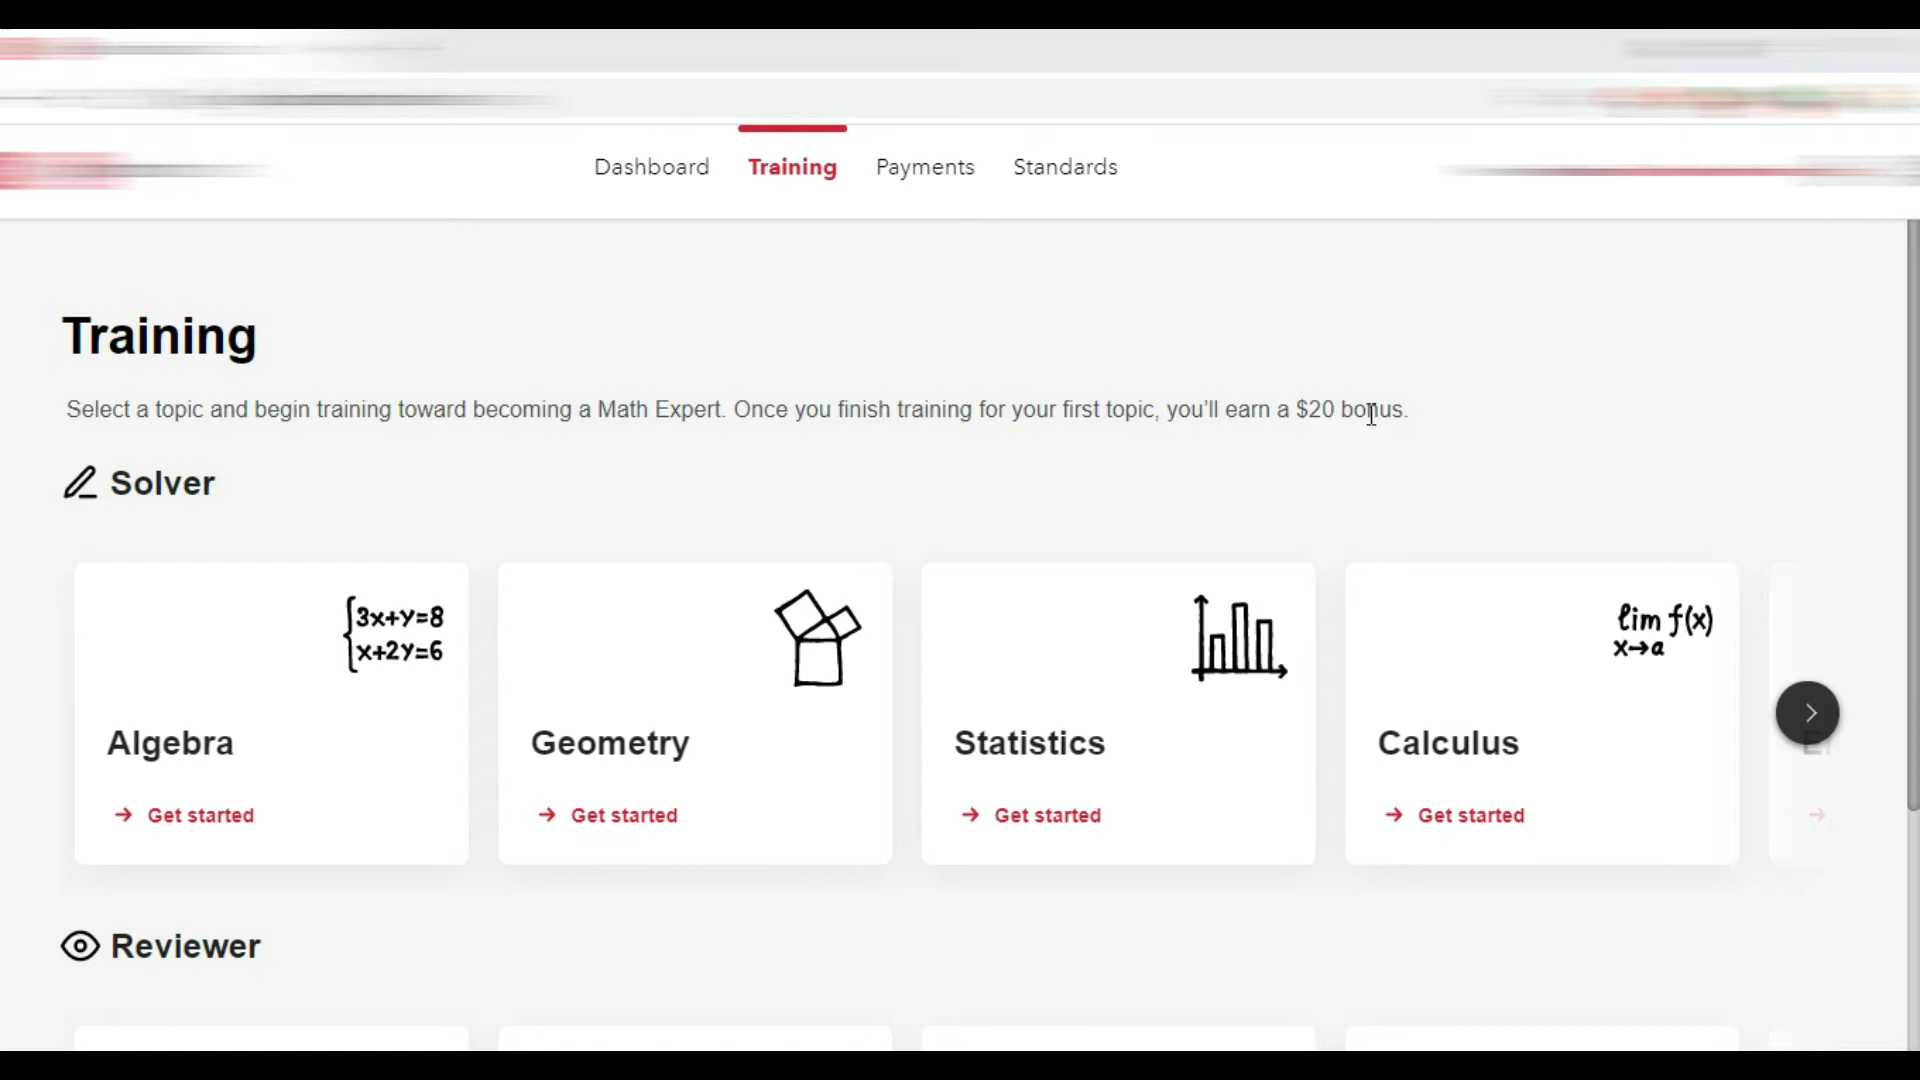 Dashboard
Training
Payments
Standards
Training
Select a topic and begin training toward becoming a Math Expert. Once you finish training for your first topic, you'll earn a $20 bonus.
Solver
3x+y=8
x+2y=6
Algebra
→ Get started
Geometry
→ Get started
Statistics
→ Get started
lim f(x)
x→a
Calculus
→ Get started
Reviewer